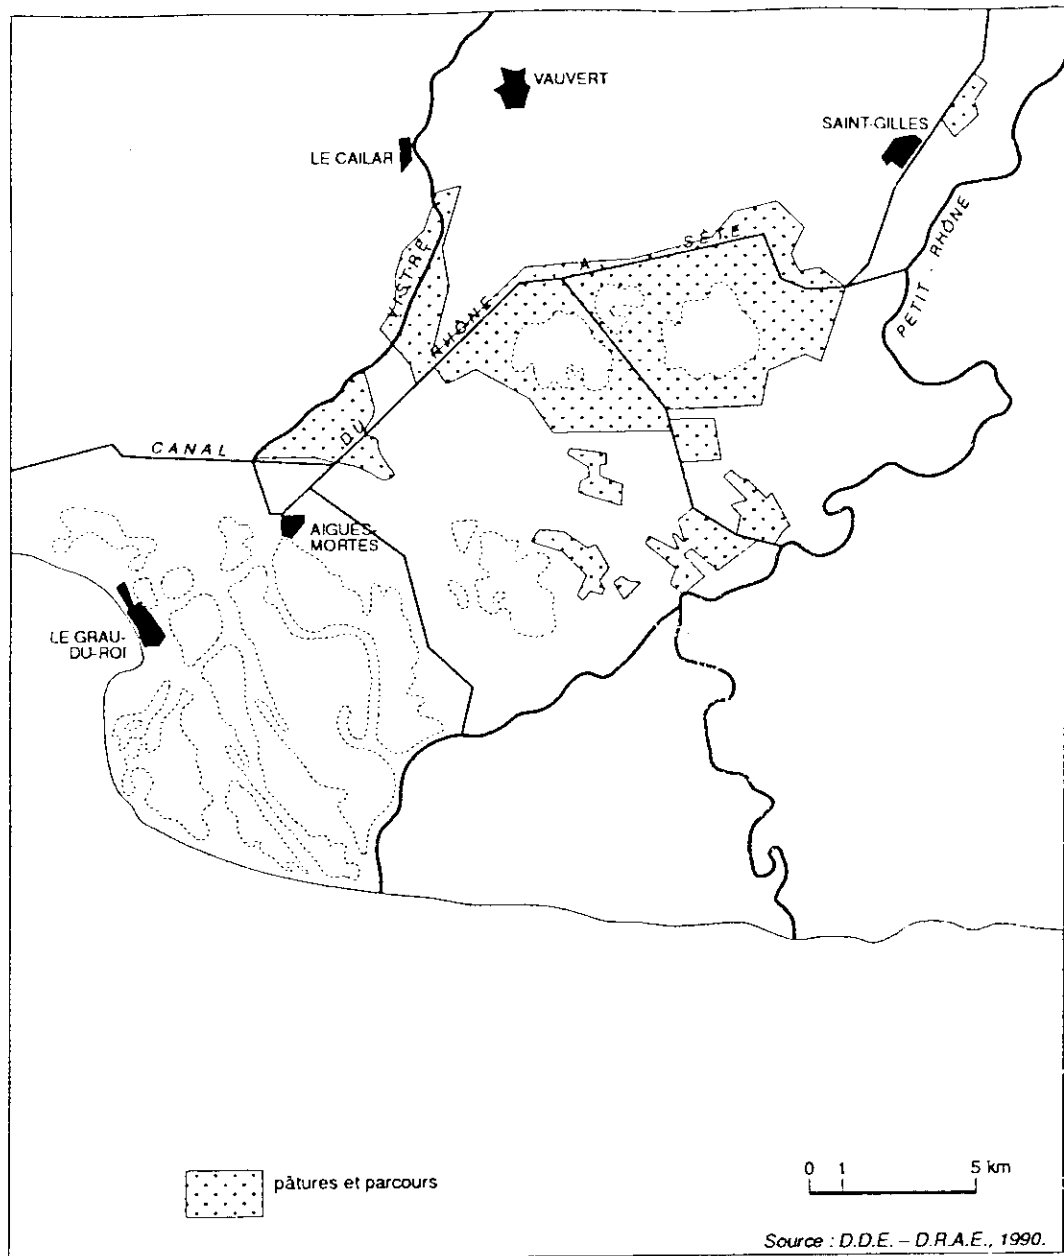 VAUVERT
SAINT-GILLES
LE CAILAR
VISTRE
CANAL DU RHÔNE A SÈTE
PETIT-RHÔNE
AIGUES-
MORTES
LE GRAU-
DU-ROI
pâtures et parcours
0 1 5 km
Source : D.D.E. – D.R.A.E., 1990.